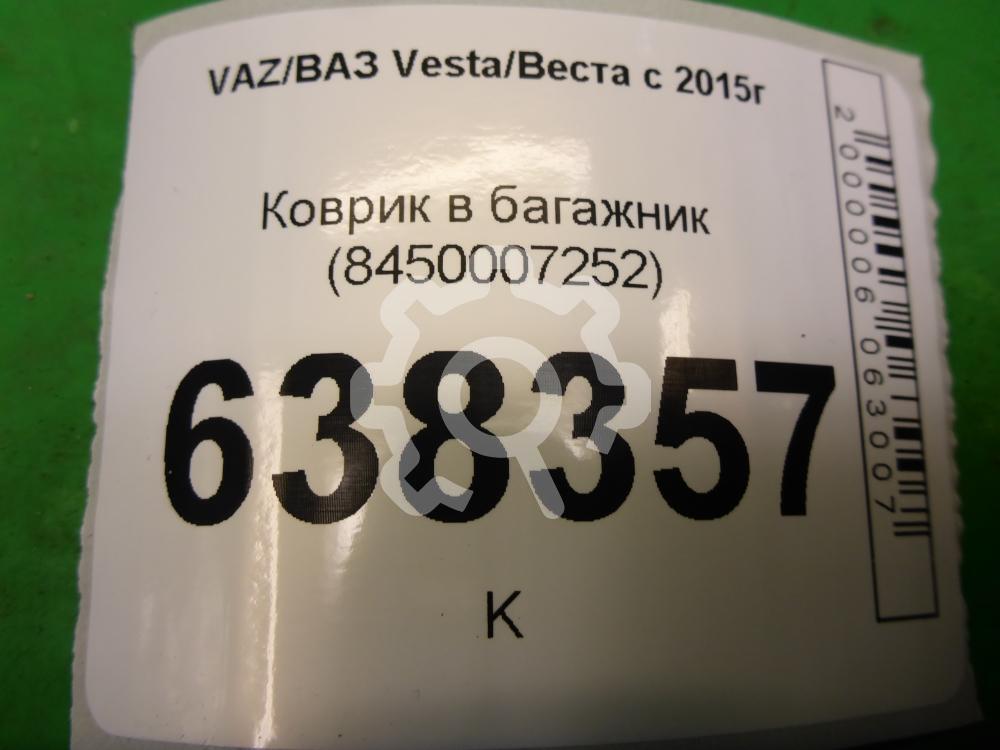 VAZ/ВАЗ Vesta/Веста с 2015г
Коврик в багажник
(8450007252)
638357
К
2000006063007